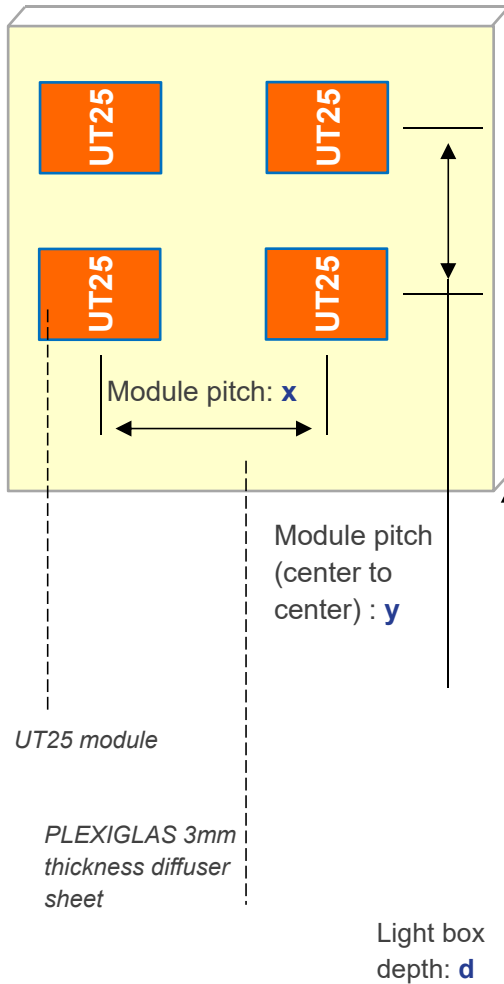 UT25
UT25
UT25
UT25
Module pitch: x
Module pitch
(center to
center) : y
UT25 module
PLEXIGLAS 3mm
thickness diffuser
sheet
Light box
depth: d